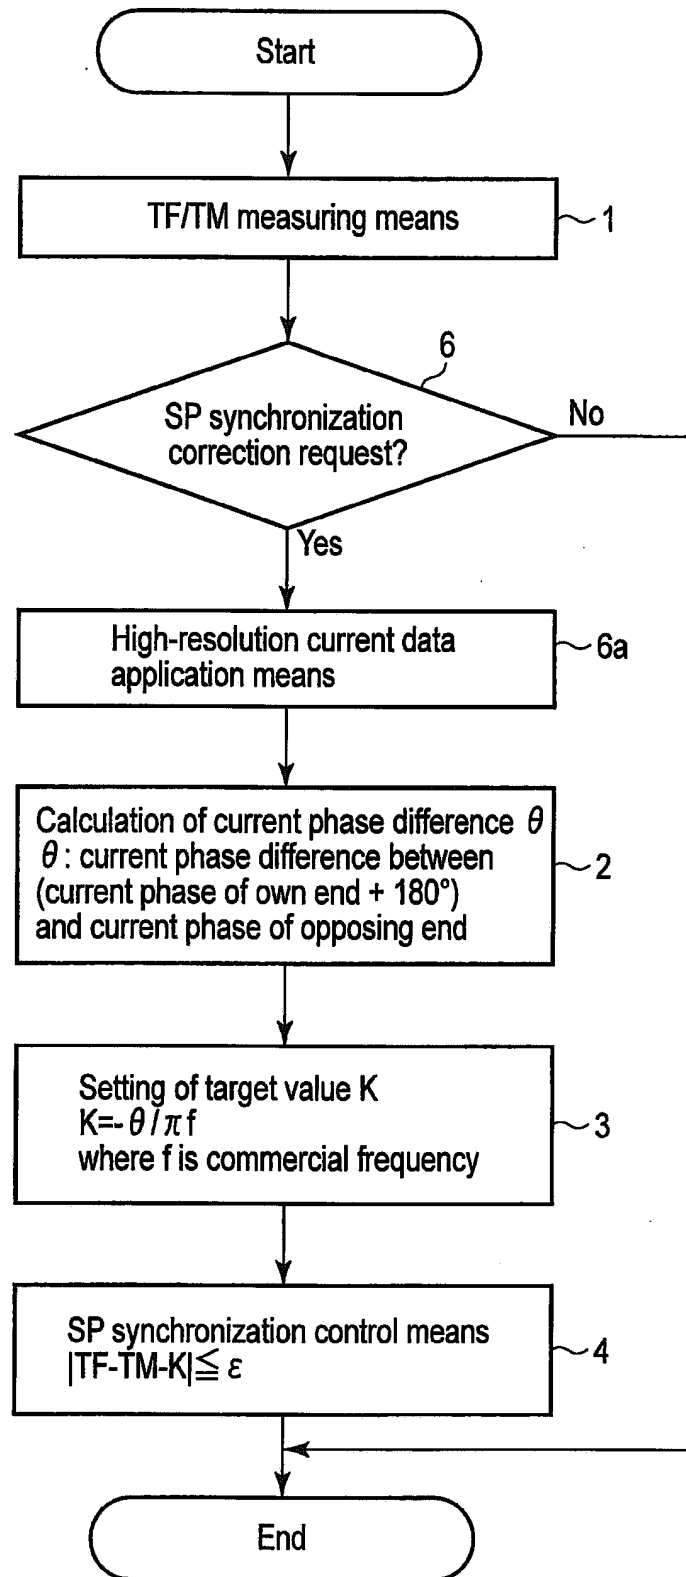 Start
TF/TM measuring means
1
6
SP synchronization
correction request?
No
Yes
High-resolution current data
application means
6a
Calculation of current phase difference θ
θ: current phase difference between
(current phase of own end + 180°)
and current phase of opposing end
2
Setting of target value K
K=-θ/πf
where f is commercial frequency
3
SP synchronization control means
|TF-TM-K|≦ ε
4
End